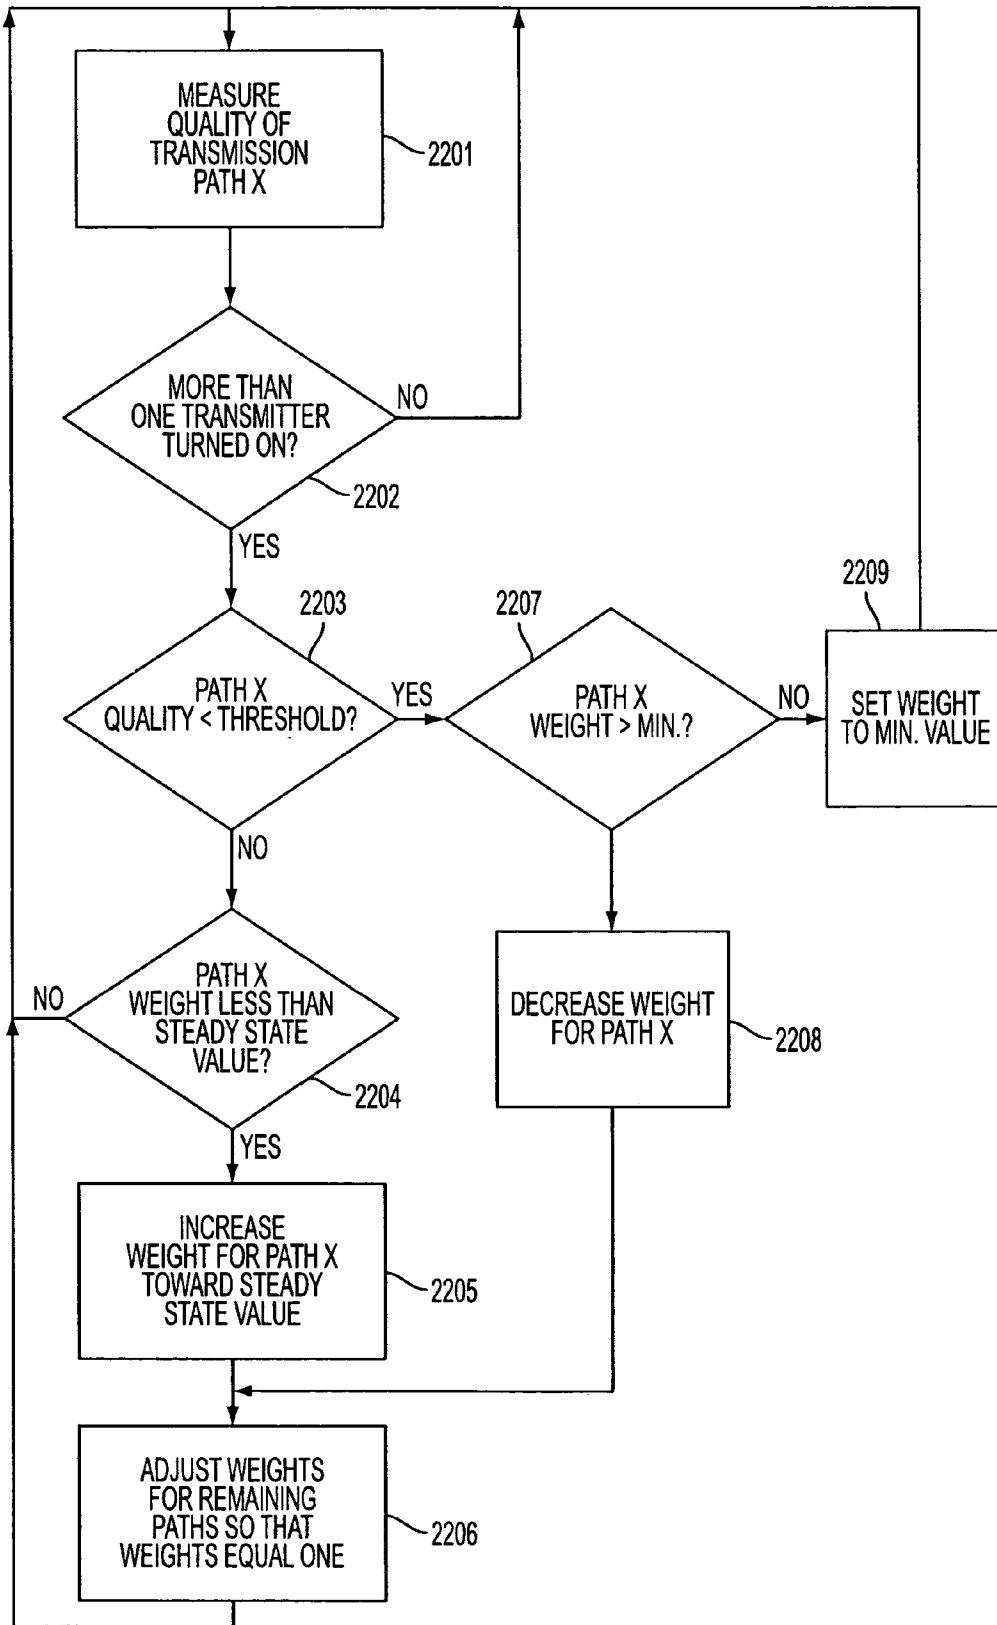 MEASURE
QUALITY OF
TRANSMISSION
PATH X
2201
MORE THAN
ONE TRANSMITTER
TURNED ON?
NO
2202
YES
2203
PATH X
QUALITY < THRESHOLD?
YES
2207
PATH X
WEIGHT > MIN.?
NO
2209
SET WEIGHT
TO MIN. VALUE
NO
PATH X
WEIGHT LESS THAN
STEADY STATE
VALUE?
NO
2204
YES
DECREASE WEIGHT
FOR PATH X
2208
INCREASE
WEIGHT FOR PATH X
TOWARD STEADY
STATE VALUE
2205
ADJUST WEIGHTS
FOR REMAINING
PATHS SO THAT
WEIGHTS EQUAL ONE
2206